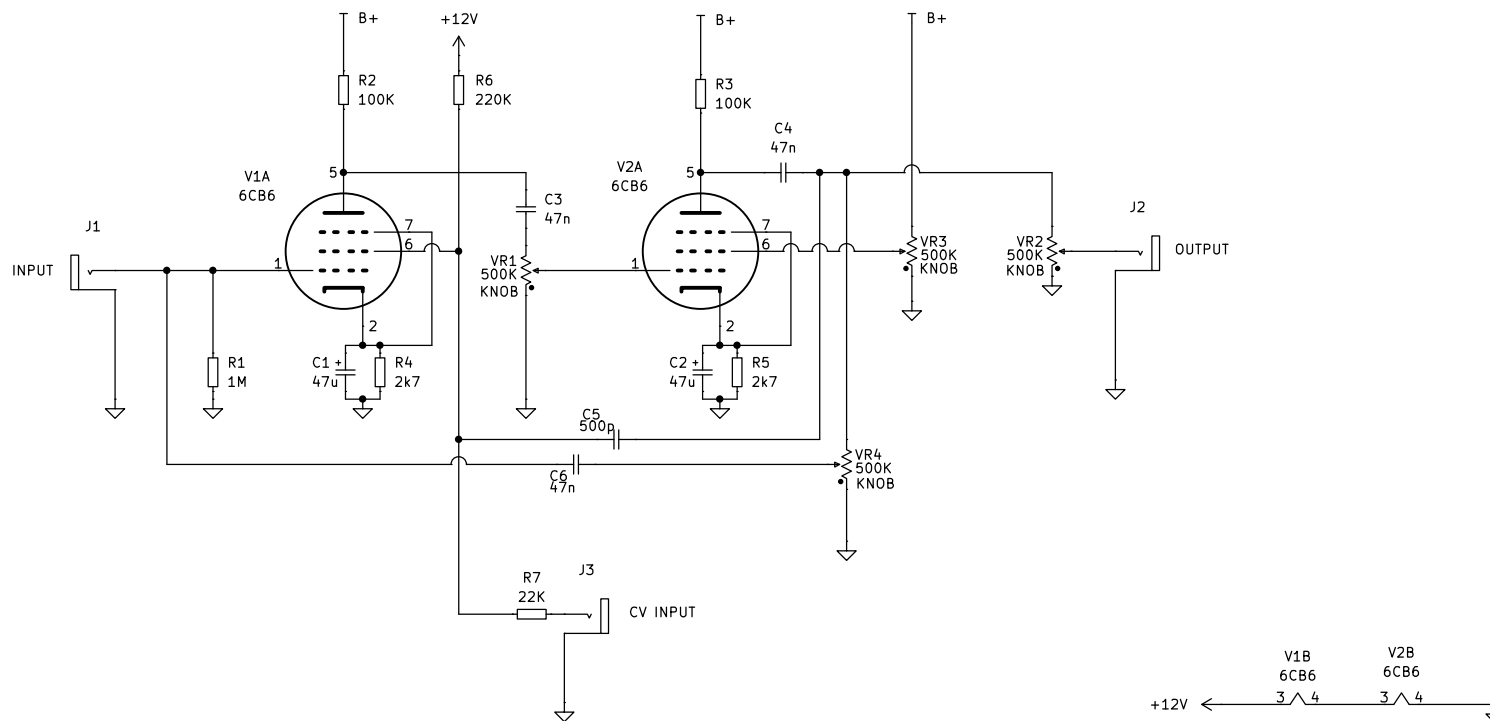 B+
+12V
B+
B+
R2
100K
R6
220K
R3
100K
C4
47n
V1A
6CB6
5
V2A
6CB6
5
C3
47n
J1
J2
INPUT
1
7
6
VR1
500K
KNOB
1
7
6
VR3
500K
KNOB
VR2
500K
KNOB
OUTPUT
2
2
R1
1M
C1
+
47u
R4
2k7
C2
+
47u
R5
2k7
C5
500p
C6
47n
VR4
500K
KNOB
J3
R7
22K
CV INPUT
V1B
6CB6
V2B
6CB6
+12V
3
4
3
4